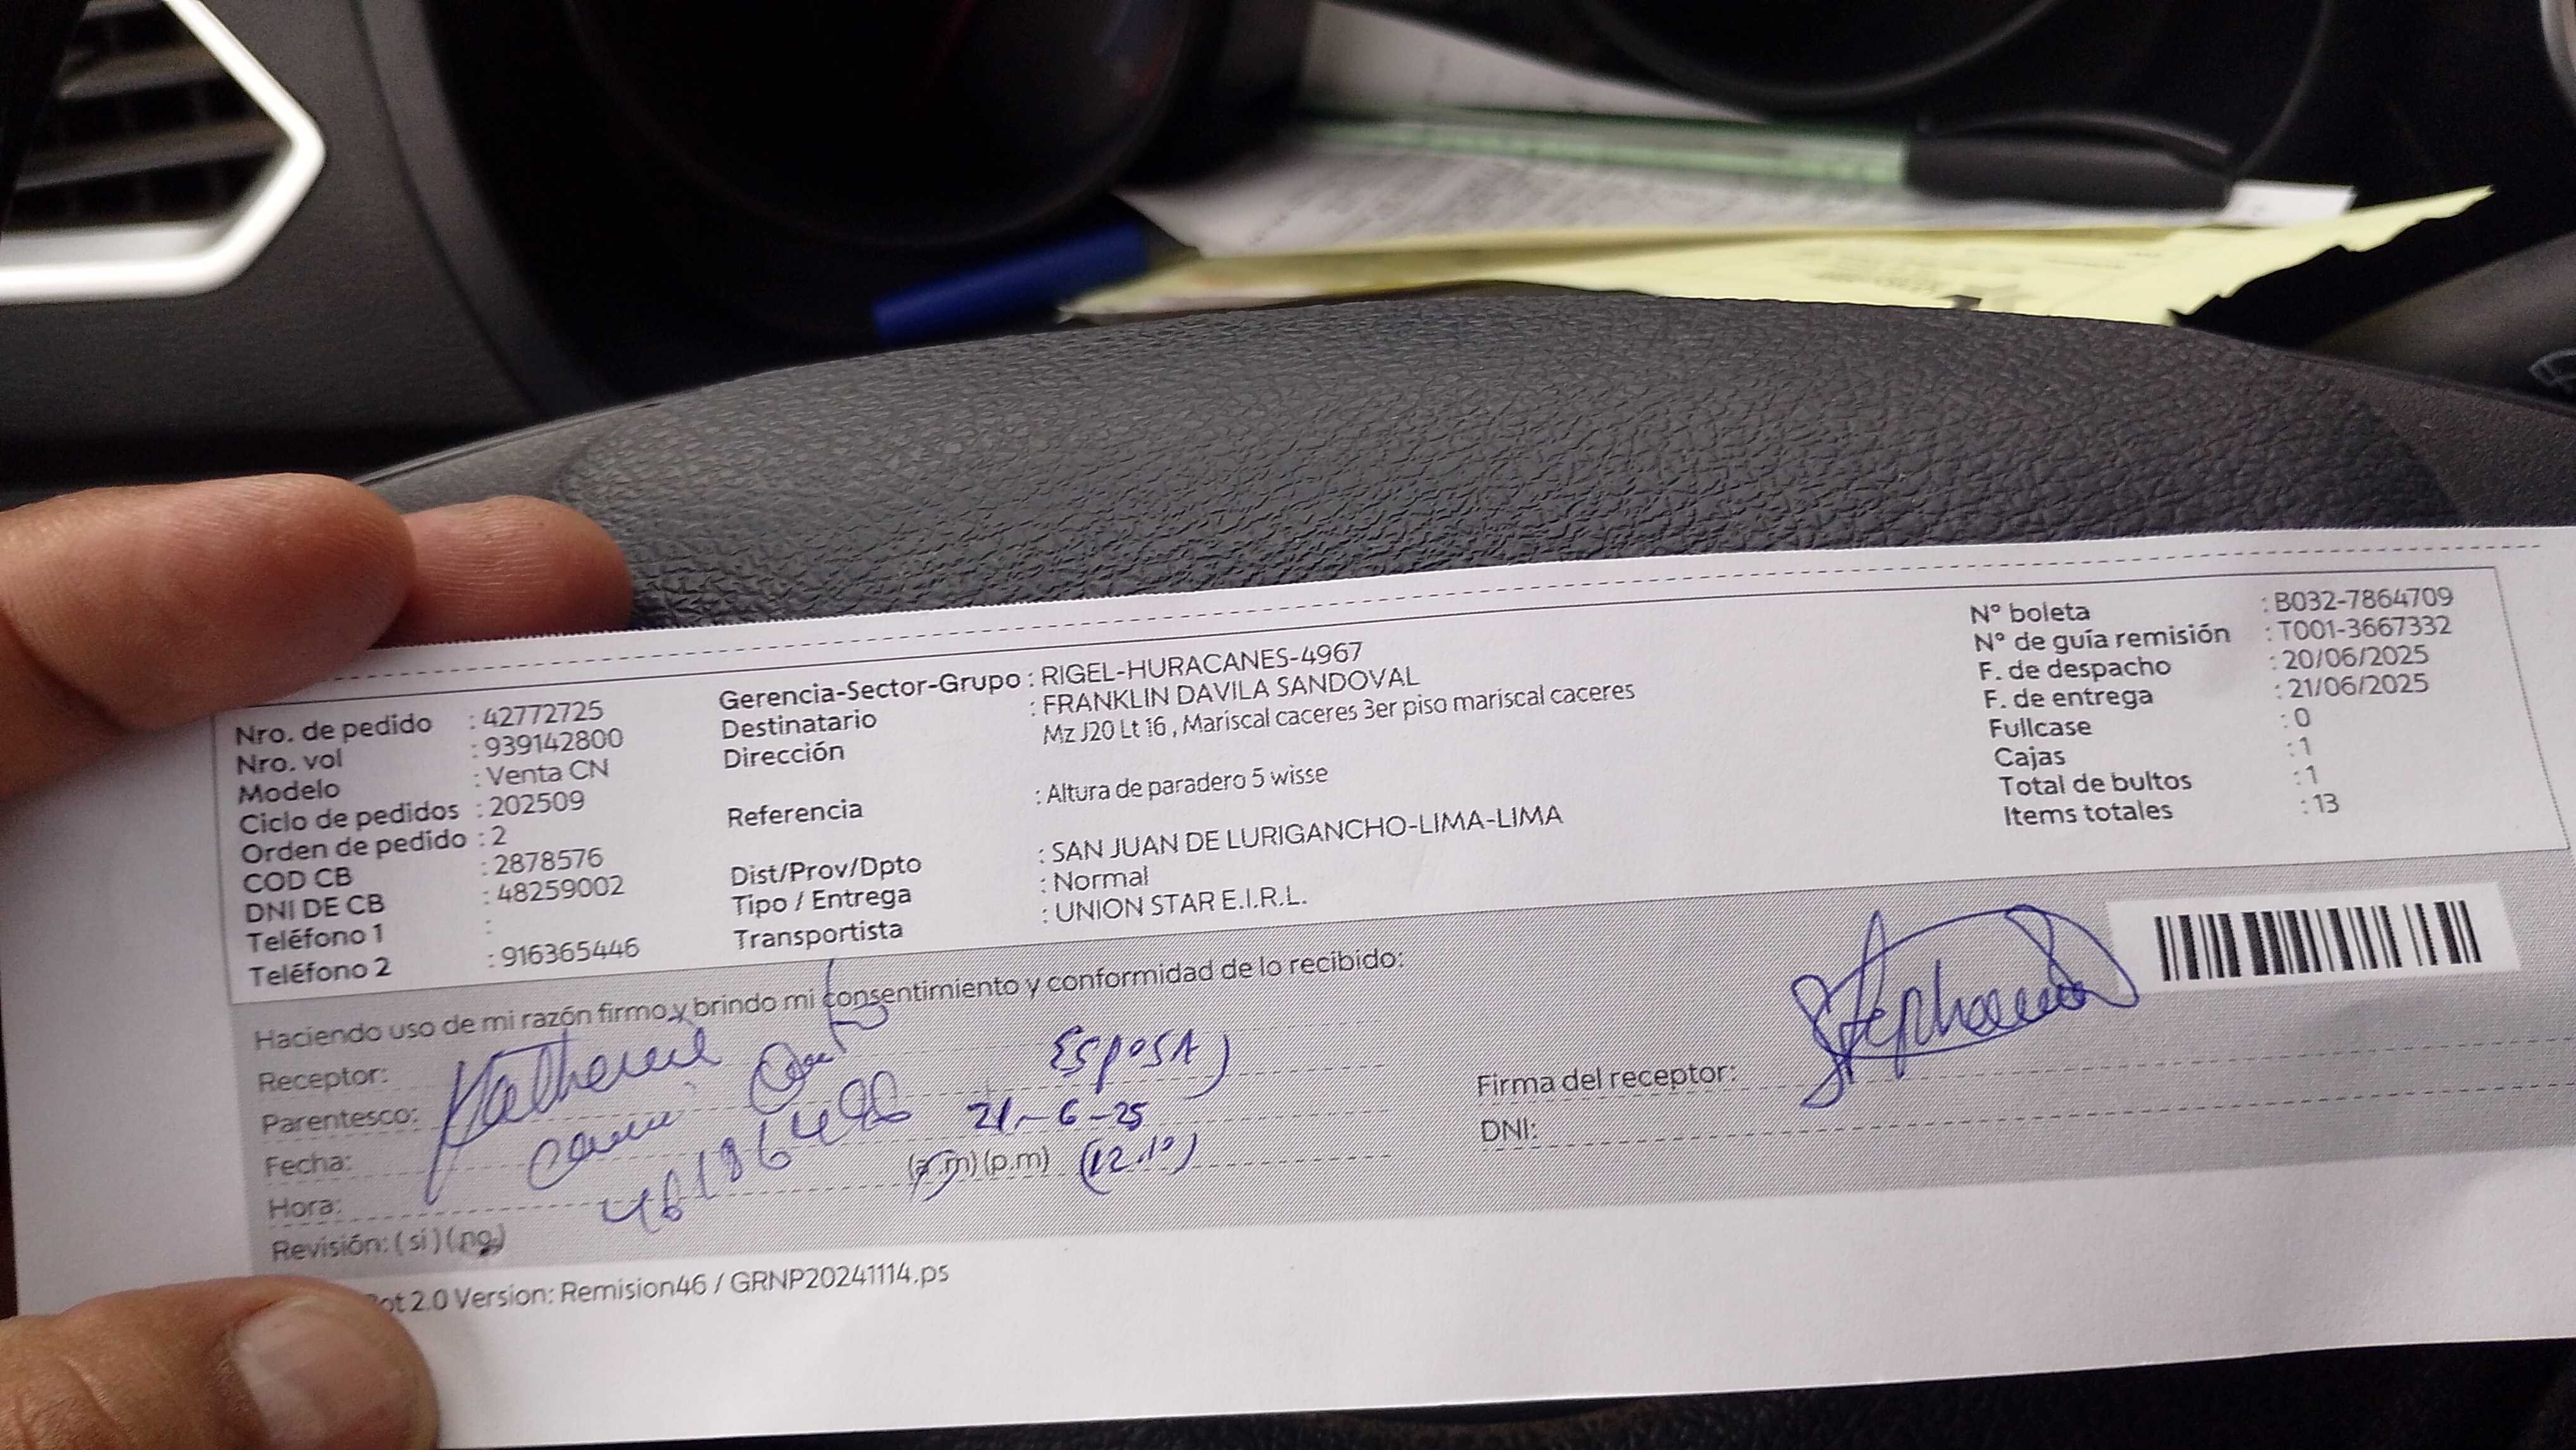 Nro. de pedido : 42772725
Nro. vol : 939142800
Modelo : Venta CN
Ciclo de pedidos : 202509
Orden de pedido : 2
COD CB : 2878576
DNI DE CB : 48259002
Teléfono 1 :
Teléfono 2 : 916365446
Gerencia-Sector-Grupo : RIGEL-HURACANES-4967
Destinatario : FRANKLIN DAVILA SANDOVAL
Dirección Mz J20 Lt 16 , Mariscal caceres 3er piso mariscal caceres
Referencia : Altura de paradero 5 wisse
Dist/Prov/Dpto : SAN JUAN DE LURIGANCHO-LIMA-LIMA
Tipo / Entrega : Normal
Transportista : UNION STAR E.I.R.L.
N° boleta : B032-7864709
N° de guía remisión : T001-3667332
F. de despacho : 20/06/2025
F. de entrega : 21/06/2025
Fullcase : 0
Cajas : 1
Total de bultos : 1
Items totales : 13
Haciendo uso de mi razón firmo y brindo mi consentimiento y conformidad de lo recibido:
Receptor: Katherine
Parentesco: ESPOSA
Fecha: 21-6-25
Hora: (a.m) (p.m) (12.10)
Revisión: ( si ) ( no )
Firma del receptor:
DNI:
ot 2.0 Version: Remision46 / GRNP20241114.ps